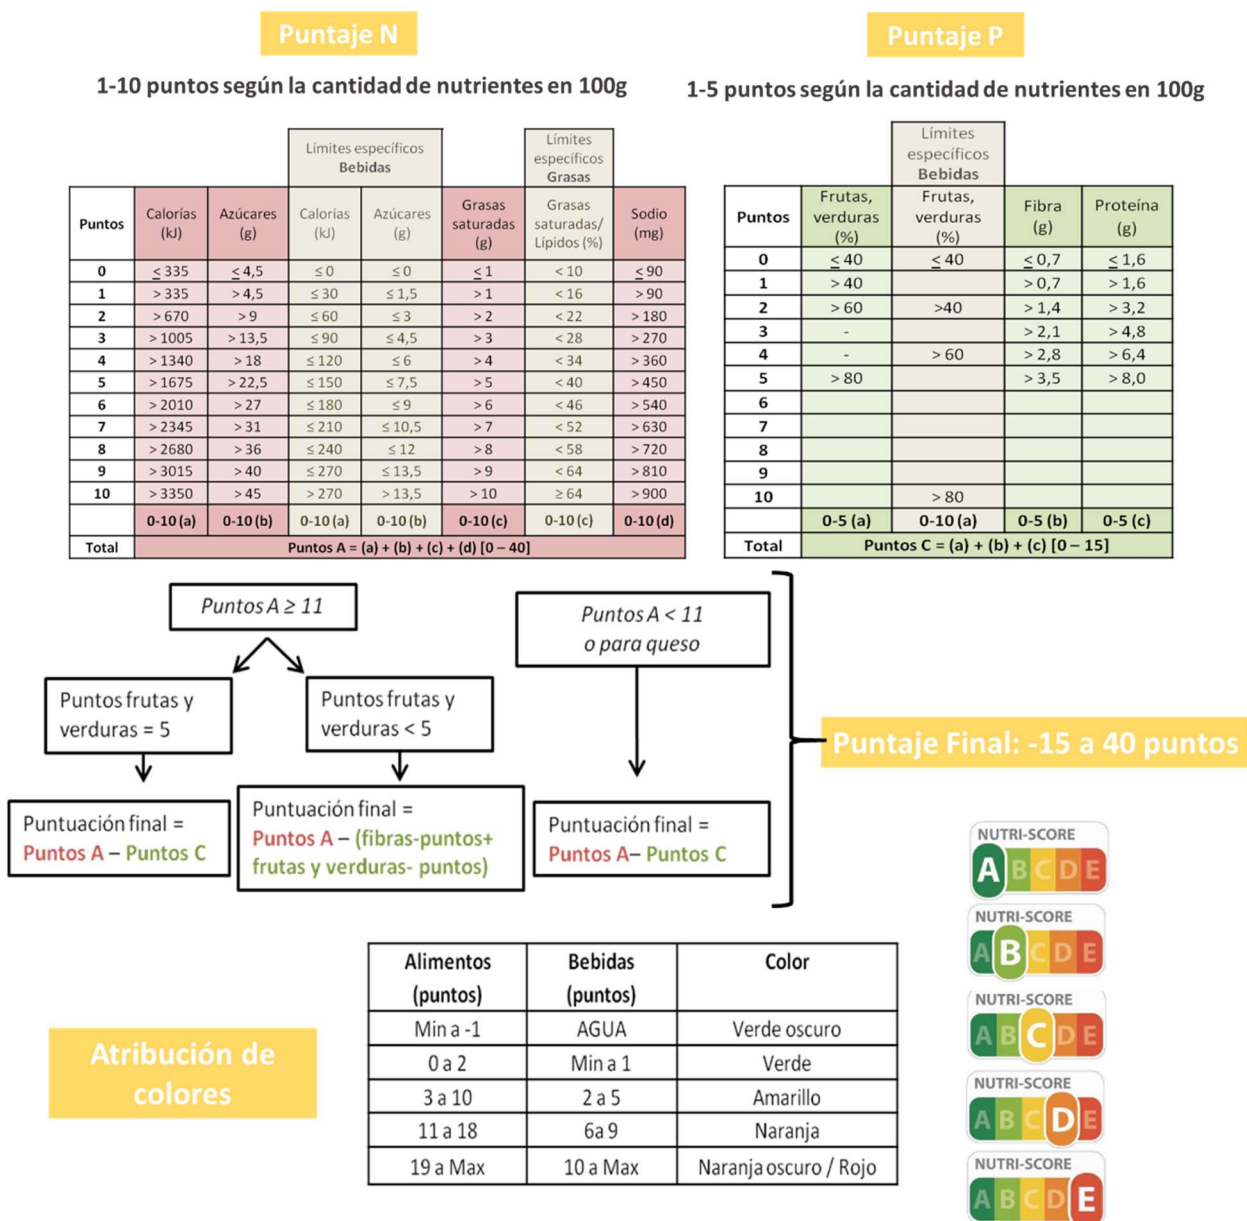 Puntaje N
1-10 puntos según la cantidad de nutrientes en 100g
Límites específicos
Bebidas
Límites
específicos
Grasas
Puntos | Calorías (kJ) | Azúcares (g) | Calorías (kJ) | Azúcares (g) | Grasas saturadas (g) | Grasas saturadas/ Lípidos (%) | Sodio (mg)
0 | ≤ 335 | ≤ 4,5 | ≤ 0 | ≤ 0 | ≤ 1 | < 10 | ≤ 90
1 | > 335 | > 4,5 | ≤ 30 | ≤ 1,5 | > 1 | < 16 | > 90
2 | > 670 | > 9 | ≤ 60 | ≤ 3 | > 2 | < 22 | > 180
3 | > 1005 | > 13,5 | ≤ 90 | ≤ 4,5 | > 3 | < 28 | > 270
4 | > 1340 | > 18 | ≤ 120 | ≤ 6 | > 4 | < 34 | > 360
5 | > 1675 | > 22,5 | ≤ 150 | ≤ 7,5 | > 5 | < 40 | > 450
6 | > 2010 | > 27 | ≤ 180 | ≤ 9 | > 6 | < 46 | > 540
7 | > 2345 | > 31 | ≤ 210 | ≤ 10,5 | > 7 | < 52 | > 630
8 | > 2680 | > 36 | ≤ 240 | ≤ 12 | > 8 | < 58 | > 720
9 | > 3015 | > 40 | ≤ 270 | ≤ 13,5 | > 9 | < 64 | > 810
10 | > 3350 | > 45 | > 270 | > 13,5 | > 10 | ≥ 64 | > 900
0-10 (a) | 0-10 (b) | 0-10 (a) | 0-10 (b) | 0-10 (c) | 0-10 (c) | 0-10 (d)
Total | Puntos A = (a) + (b) + (c) + (d) [0 – 40]
Puntaje P
1-5 puntos según la cantidad de nutrientes en 100g
Límites
específicos
Bebidas
Puntos | Frutas, verduras (%) | Frutas, verduras (%) | Fibra (g) | Proteína (g)
0 | ≤ 40 | ≤ 40 | ≤ 0,7 | ≤ 1,6
1 | > 40 | | > 0,7 | > 1,6
2 | > 60 | >40 | > 1,4 | > 3,2
3 | - | | > 2,1 | > 4,8
4 | - | > 60 | > 2,8 | > 6,4
5 | > 80 | | > 3,5 | > 8,0
6
7
8
9
10 | | > 80
0-5 (a) | 0-10 (a) | 0-5 (b) | 0-5 (c)
Total | Puntos C = (a) + (b) + (c) [0 – 15]
Puntos A ≥ 11
Puntos frutas y
verduras = 5
Puntos frutas y
verduras < 5
Puntuación final =
Puntos A – Puntos C
Puntuación final =
Puntos A – (fibras-puntos+
frutas y verduras- puntos)
Puntos A < 11
o para queso
Puntuación final =
Puntos A– Puntos C
Puntaje Final: -15 a 40 puntos
Atribución de
colores
Alimentos (puntos) | Bebidas (puntos) | Color
Min a -1 | AGUA | Verde oscuro
0 a 2 | Min a 1 | Verde
3 a 10 | 2 a 5 | Amarillo
11 a 18 | 6a 9 | Naranja
19 a Max | 10 a Max | Naranja oscuro / Rojo
NUTRI-SCORE
A B C D E
NUTRI-SCORE
A B C D E
NUTRI-SCORE
A B C D E
NUTRI-SCORE
A B C D E
NUTRI-SCORE
A B C D E